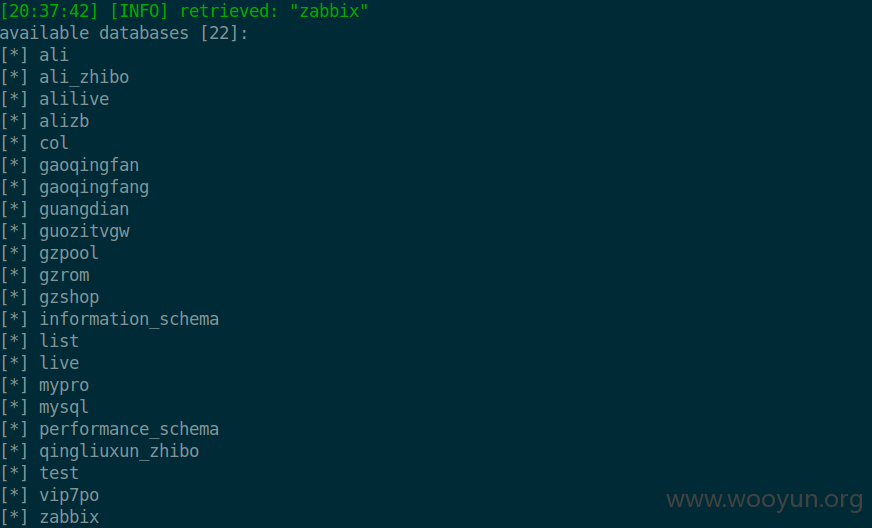 [20:37:42] [INFO] retrieved: "zabbix"
available databases [22]:
[*] ali
[*] ali_zhibo
[*] alilive
[*] alizb
[*] col
[*] gaoqingfan
[*] gaoqingfang
[*] guangdian
[*] guozitvgw
[*] gzpool
[*] gzrom
[*] gzshop
[*] information_schema
[*] list
[*] live
[*] mypro
[*] mysql
[*] performance_schema
[*] qingliuxun_zhibo
[*] test
[*] vip7po
[*] zabbix
www.wooyun.org